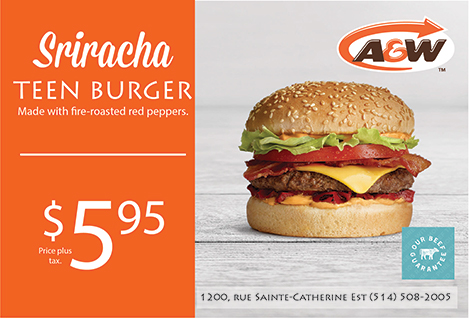 Sriracha
TEEN BURGER
Made with fire-roasted red peppers.
$5.95
Price plus
tax.
A&W
TM
OUR BEEF
GUARANTEE
1200, RUE SAINTE-CATHERINE EST (514) 508-2005